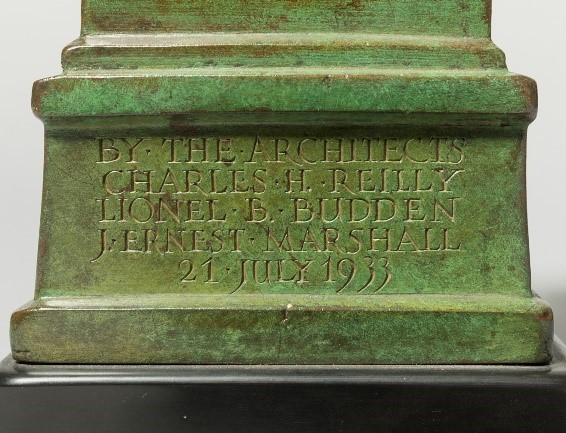 BY · THE · ARCHITECTS
CHARLES · H. REILLY
LIONEL · B. BUDDEN
J. ERNEST · MARSHALL
21 · JULY 1933